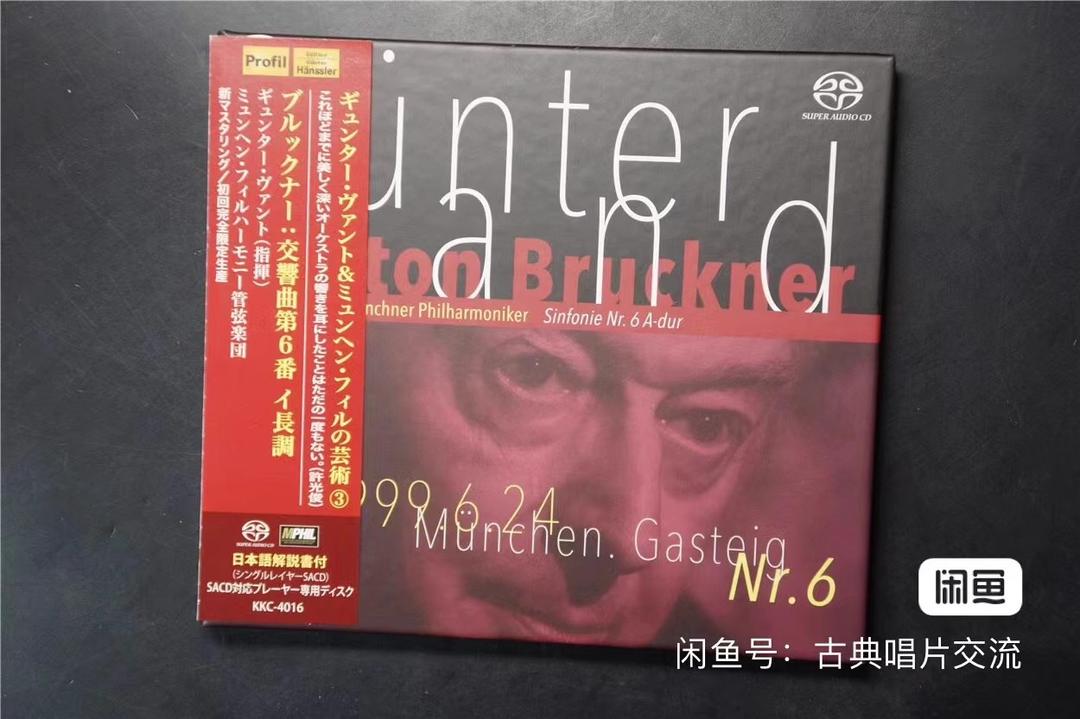 Profil
Edition
Günter
Hänssler
ギュンター・ヴァント&ミュンヘン・フィルの芸術③
これほどまでに美しく深いオーケストラの響きを耳にしたことはただの一度もない。(許光俊)
ブルックナー:交響曲第6番 イ長調
ギュンター・ヴァント(指揮)
ミュンヘン・フィルハーモニー管弦楽団
新マスタリング/初回完全限定生産
SUPER AUDIO CD
MPHIL
日本語解説書付
(シングルレイヤーSACD)
SACD対応プレーヤー専用ディスク
KKC-4016
ünter
and
SUPER AUDIO CD
ton Bruckner
nchner Philharmoniker Sinfonie Nr. 6 A-dur
999.6.24
München. Gasteig
Nr.6
闲鱼
闲鱼号：古典唱片交流